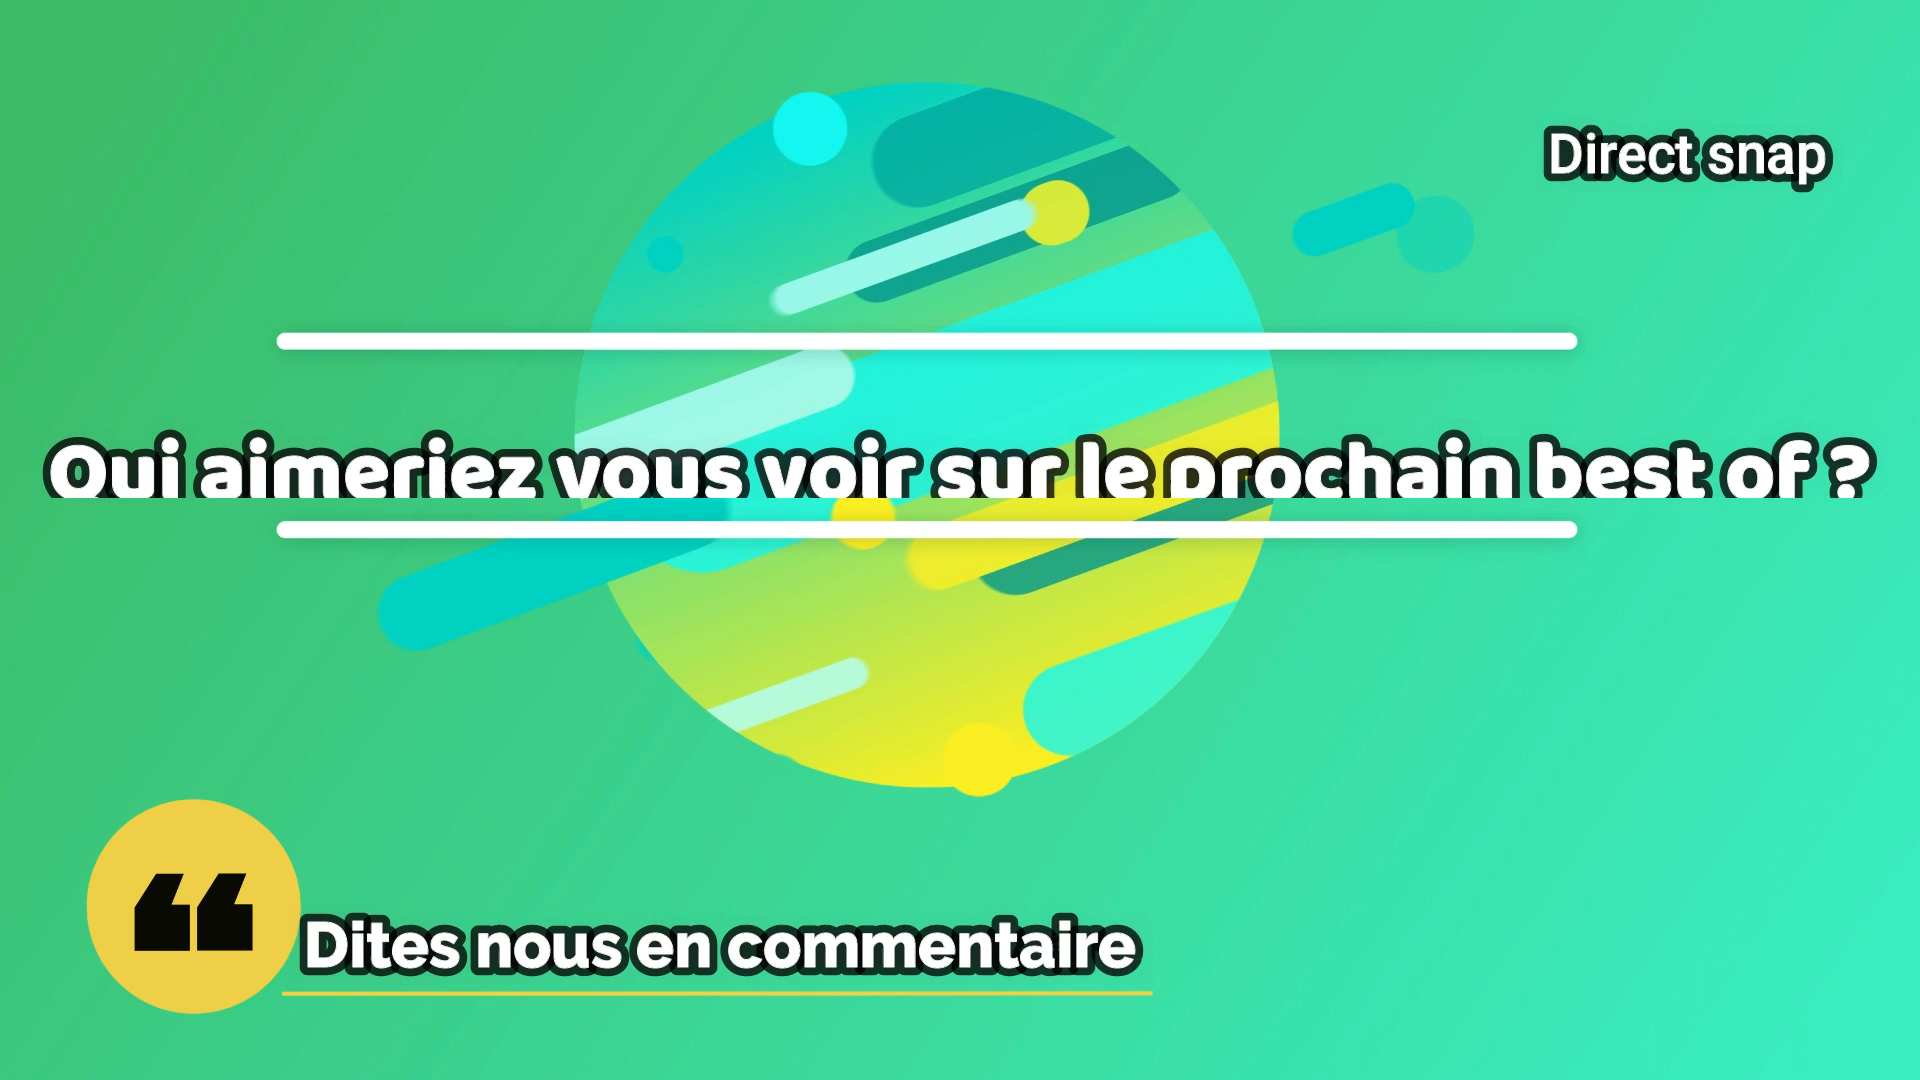 Direct snap
Qui aimeriez vous voir sur le prochain best of ?
❝
Dites nous en commentaire